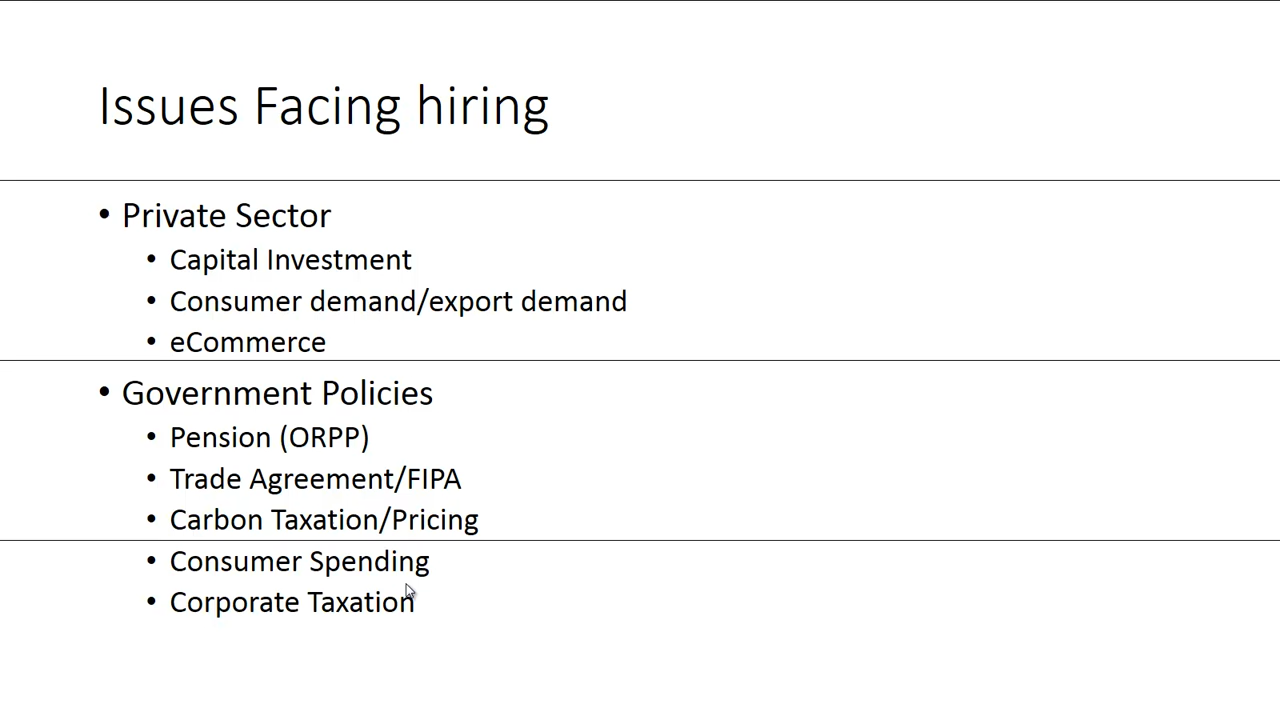 Issues Facing hiring
• Private Sector
• Capital Investment
• Consumer demand/export demand
• eCommerce
• Government Policies
• Pension (ORPP)
• Trade Agreement/FIPA
• Carbon Taxation/Pricing
• Consumer Spending
• Corporate Taxation